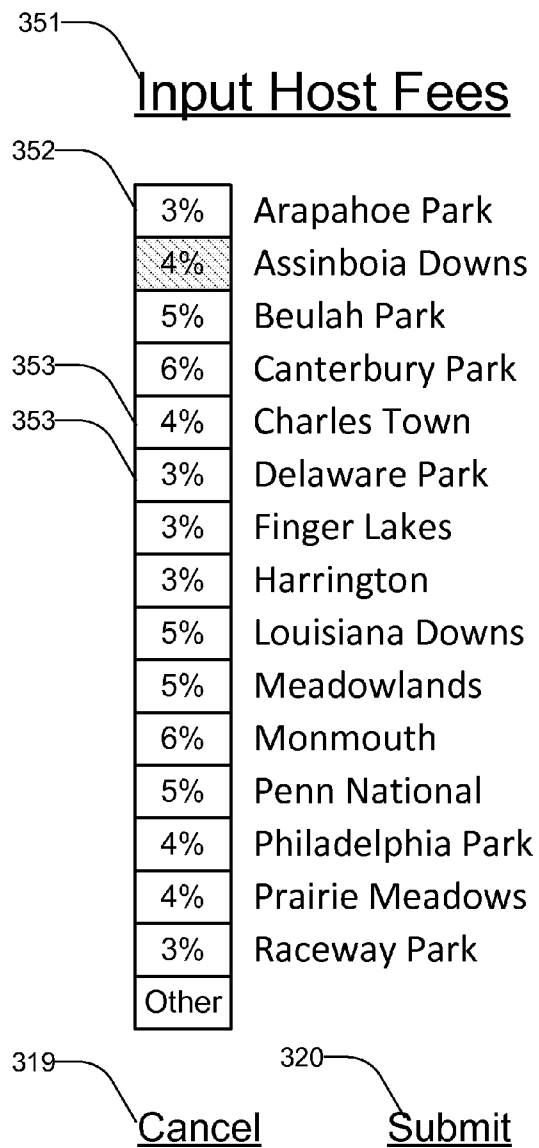 351
Input Host Fees
352
3% Arapahoe Park
4% Assinboia Downs
5% Beulah Park
353 6% Canterbury Park
353 4% Charles Town
3% Delaware Park
3% Finger Lakes
3% Harrington
5% Louisiana Downs
5% Meadowlands
6% Monmouth
5% Penn National
4% Philadelphia Park
4% Prairie Meadows
3% Raceway Park
Other
319 320
Cancel Submit